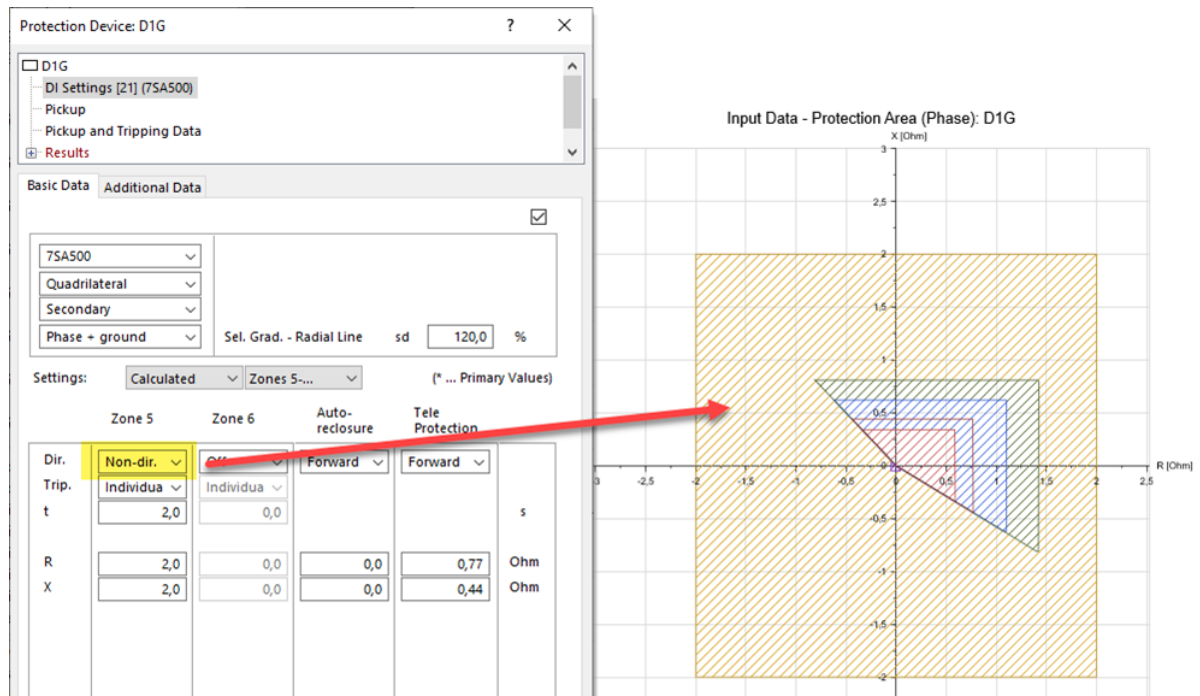 Protection Device: D1G
?
D1G
DI Settings [21] (7SA500)
Pickup
Pickup and Tripping Data
Results
Basic Data Additional Data
7SA500
Quadrilateral
Secondary
Phase + ground Sel. Grad. - Radial Line sd 120,0 %
Settings: Calculated Zones 5-... (* ... Primary Values)
Zone 5 Zone 6 Auto- Tele
reclosure Protection
Dir. Non-dir. Forward Forward
Trip. Individua Individua
t 2,0 0,0 s
R 2,0 0,0 0,0 0,77 Ohm
X 2,0 0,0 0,0 0,44 Ohm
Input Data - Protection Area (Phase): D1G
X [Ohm]
3
2,5
2
1,5
1
0,5
0
3 -2,5 -2 -1,5 -1 -0,5 0,5 1 1,5 2 2,5
R [Ohm]
-0,5
-1
-1,5
-2